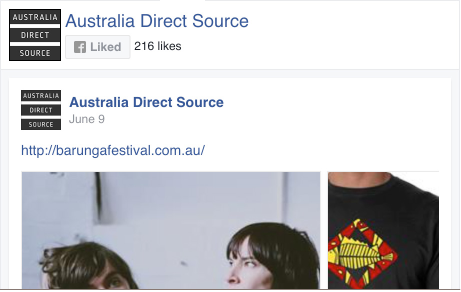 AUSTRALIA
DIRECT
SOURCE
Australia Direct Source
Liked
216 likes
AUSTRALIA
DIRECT
SOURCE
Australia Direct Source
June 9
http://barungafestival.com.au/